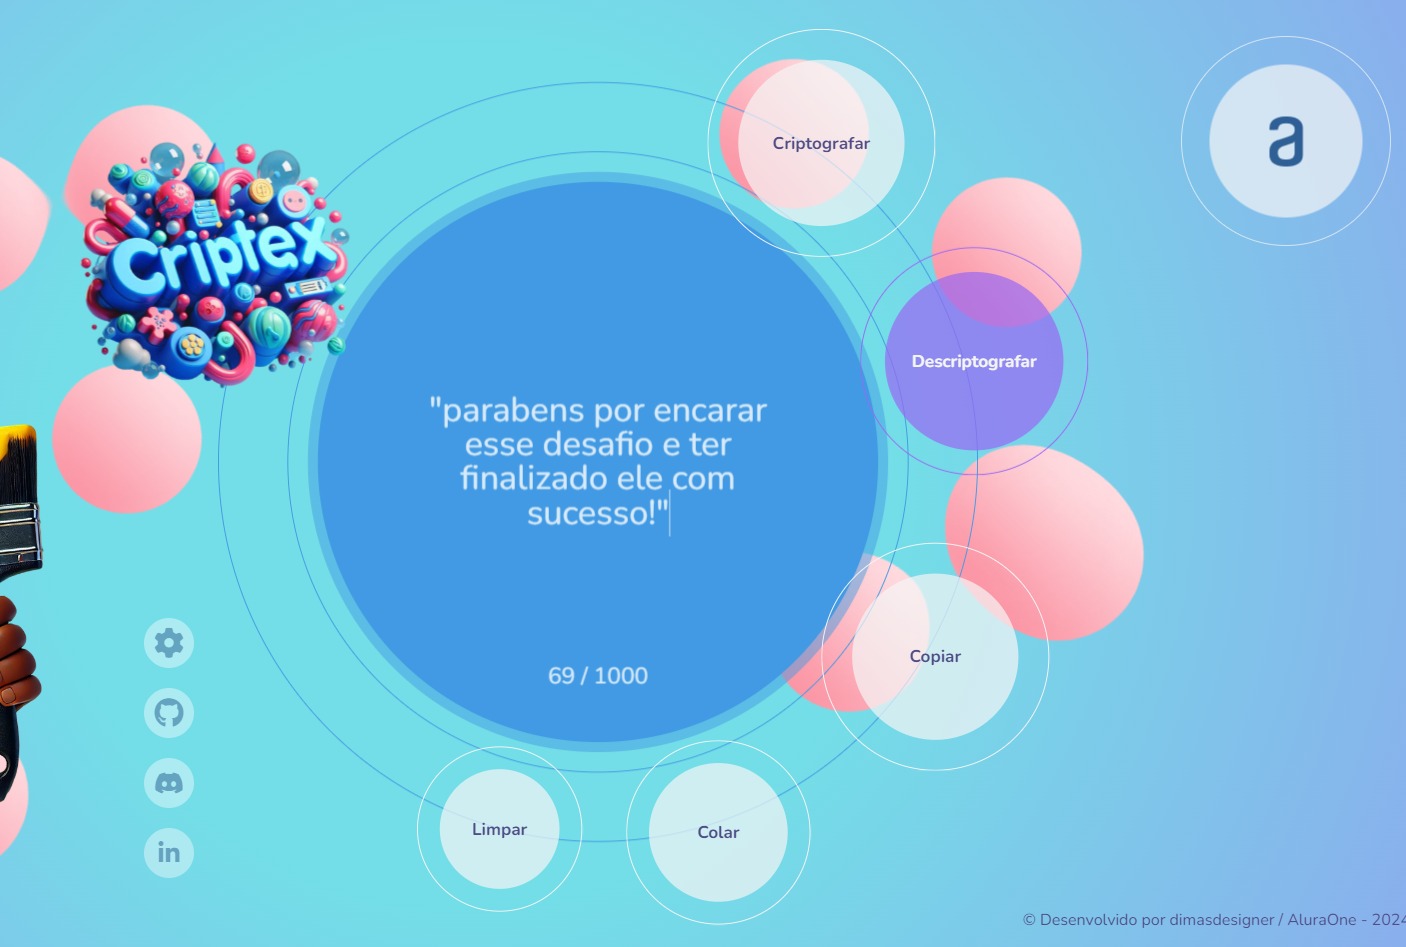 Criptex
Criptografar
a
Descriptografar
"parabens por encarar
esse desafio e ter
finalizado ele com
sucesso!"
69 / 1000
Copiar
in
Limpar
Colar
© Desenvolvido por dimasdesigner / AluraOne - 2024